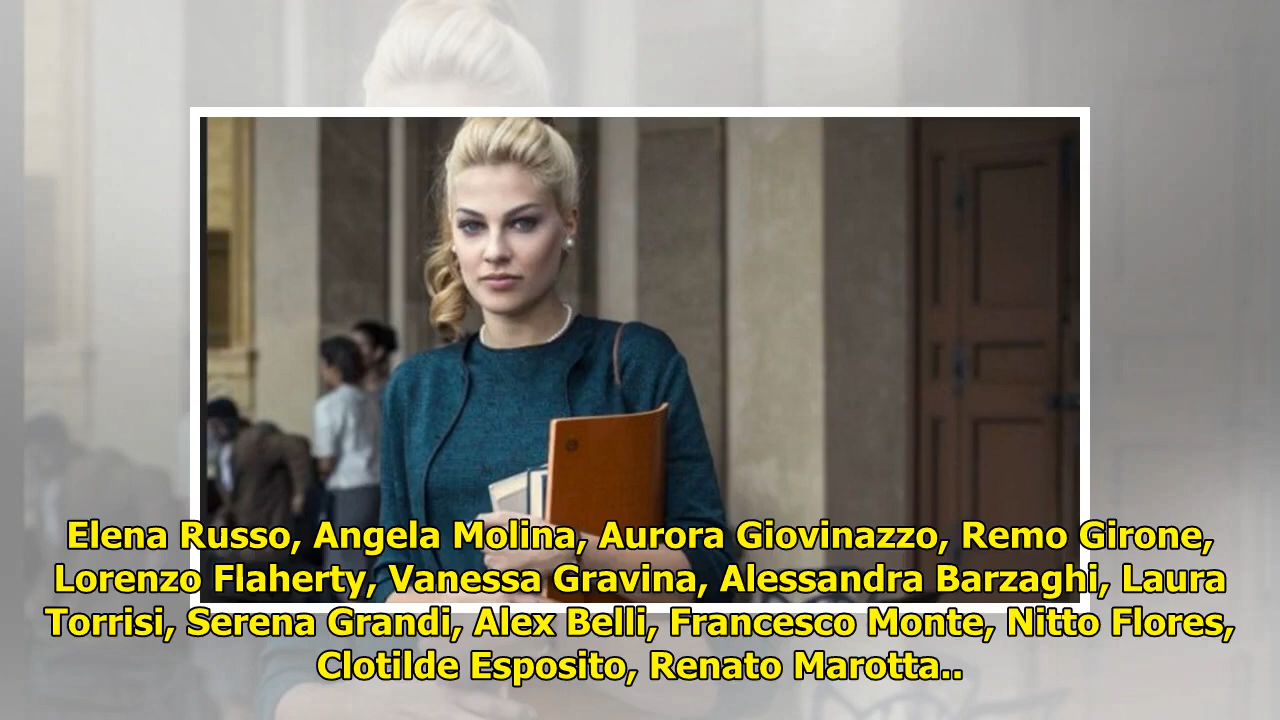 Elena Russo, Angela Molina, Aurora Giovinazzo, Remo Girone,
Lorenzo Flaherty, Vanessa Gravina, Alessandra Barzaghi, Laura
Torrisi, Serena Grandi, Alex Belli, Francesco Monte, Nitto Flores,
Clotilde Esposito, Renato Marotta..